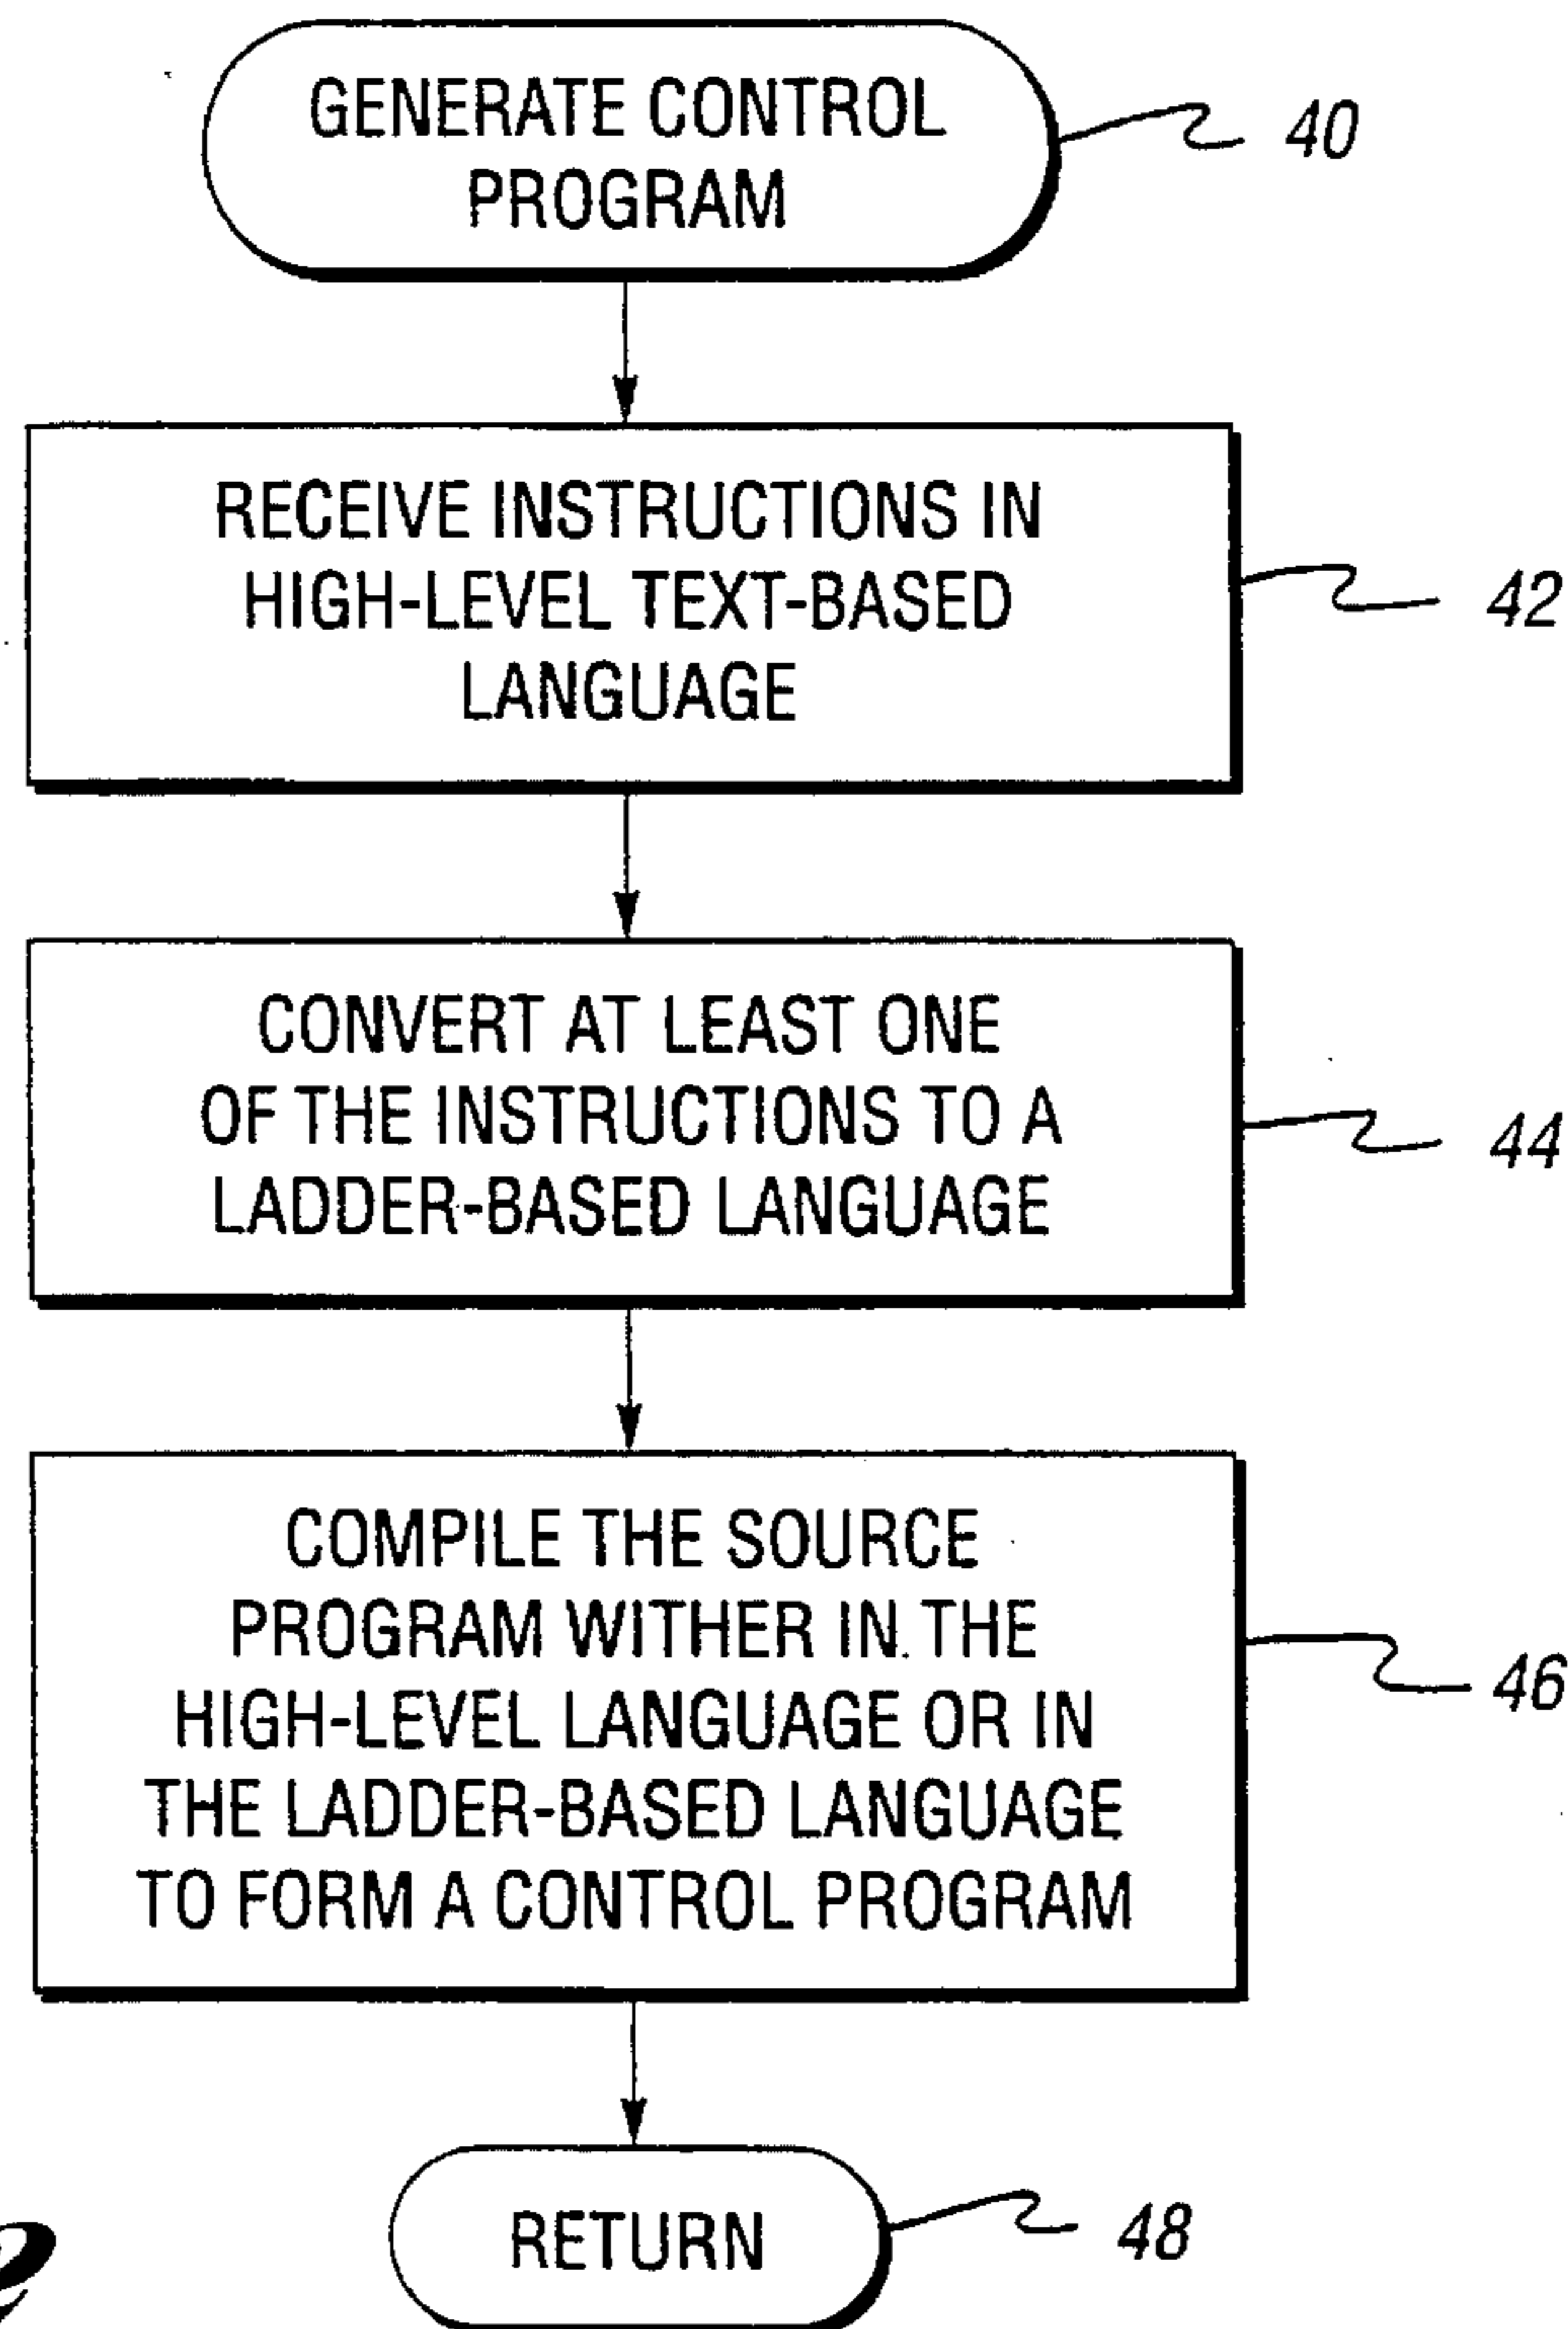 GENERATE CONTROL
PROGRAM
40
RECEIVE INSTRUCTIONS IN
HIGH-LEVEL TEXT-BASED
LANGUAGE
42
CONVERT AT LEAST ONE
OF THE INSTRUCTIONS TO A
LADDER-BASED LANGUAGE
44
COMPILE THE SOURCE
PROGRAM WITHER IN THE
HIGH-LEVEL LANGUAGE OR IN
THE LADDER-BASED LANGUAGE
TO FORM A CONTROL PROGRAM
46
RETURN
48